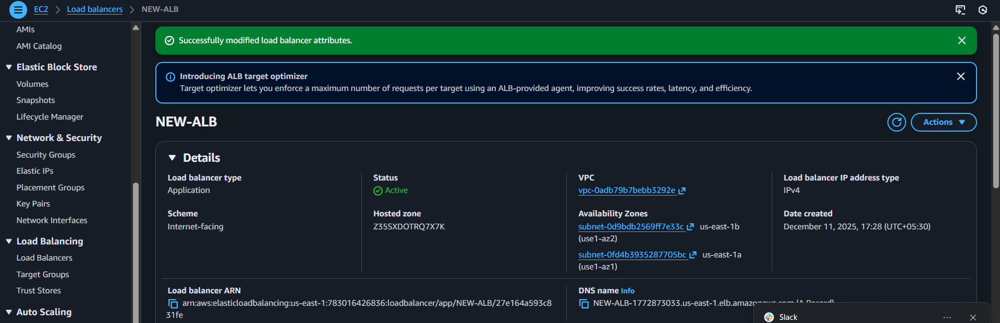 EC2 > Load balancers > NEW-ALB
AMIs
AMI Catalog
Elastic Block Store
Volumes
Snapshots
Lifecycle Manager
Network & Security
Security Groups
Elastic IPs
Placement Groups
Key Pairs
Network Interfaces
Load Balancing
Load Balancers
Target Groups
Trust Stores
Auto Scaling
Successfully modified load balancer attributes.
Introducing ALB target optimizer
Target optimizer lets you enforce a maximum number of requests per target using an ALB-provided agent, improving success rates, latency, and efficiency.
NEW-ALB
Actions
Details
Load balancer type
Application
Status
Active
VPC
vpc-0adb79b7bebb3292e
Load balancer IP address type
IPv4
Scheme
Internet-facing
Hosted zone
Z35SXDOTRQ7X7K
Availability Zones
subnet-0d9bdb2569ff7e33c us-east-1b
(use1-az2)
subnet-0fd4b3935287705bc us-east-1a
(use1-az1)
Date created
December 11, 2025, 17:28 (UTC+05:30)
Load balancer ARN
arn:aws:elasticloadbalancing:us-east-1:783016426836:loadbalancer/app/NEW-ALB/27e164a593c8
31fe
DNS name Info
NEW-ALB-1772873033.us-east-1.elb.amazonaws.com (A Record)
Slack